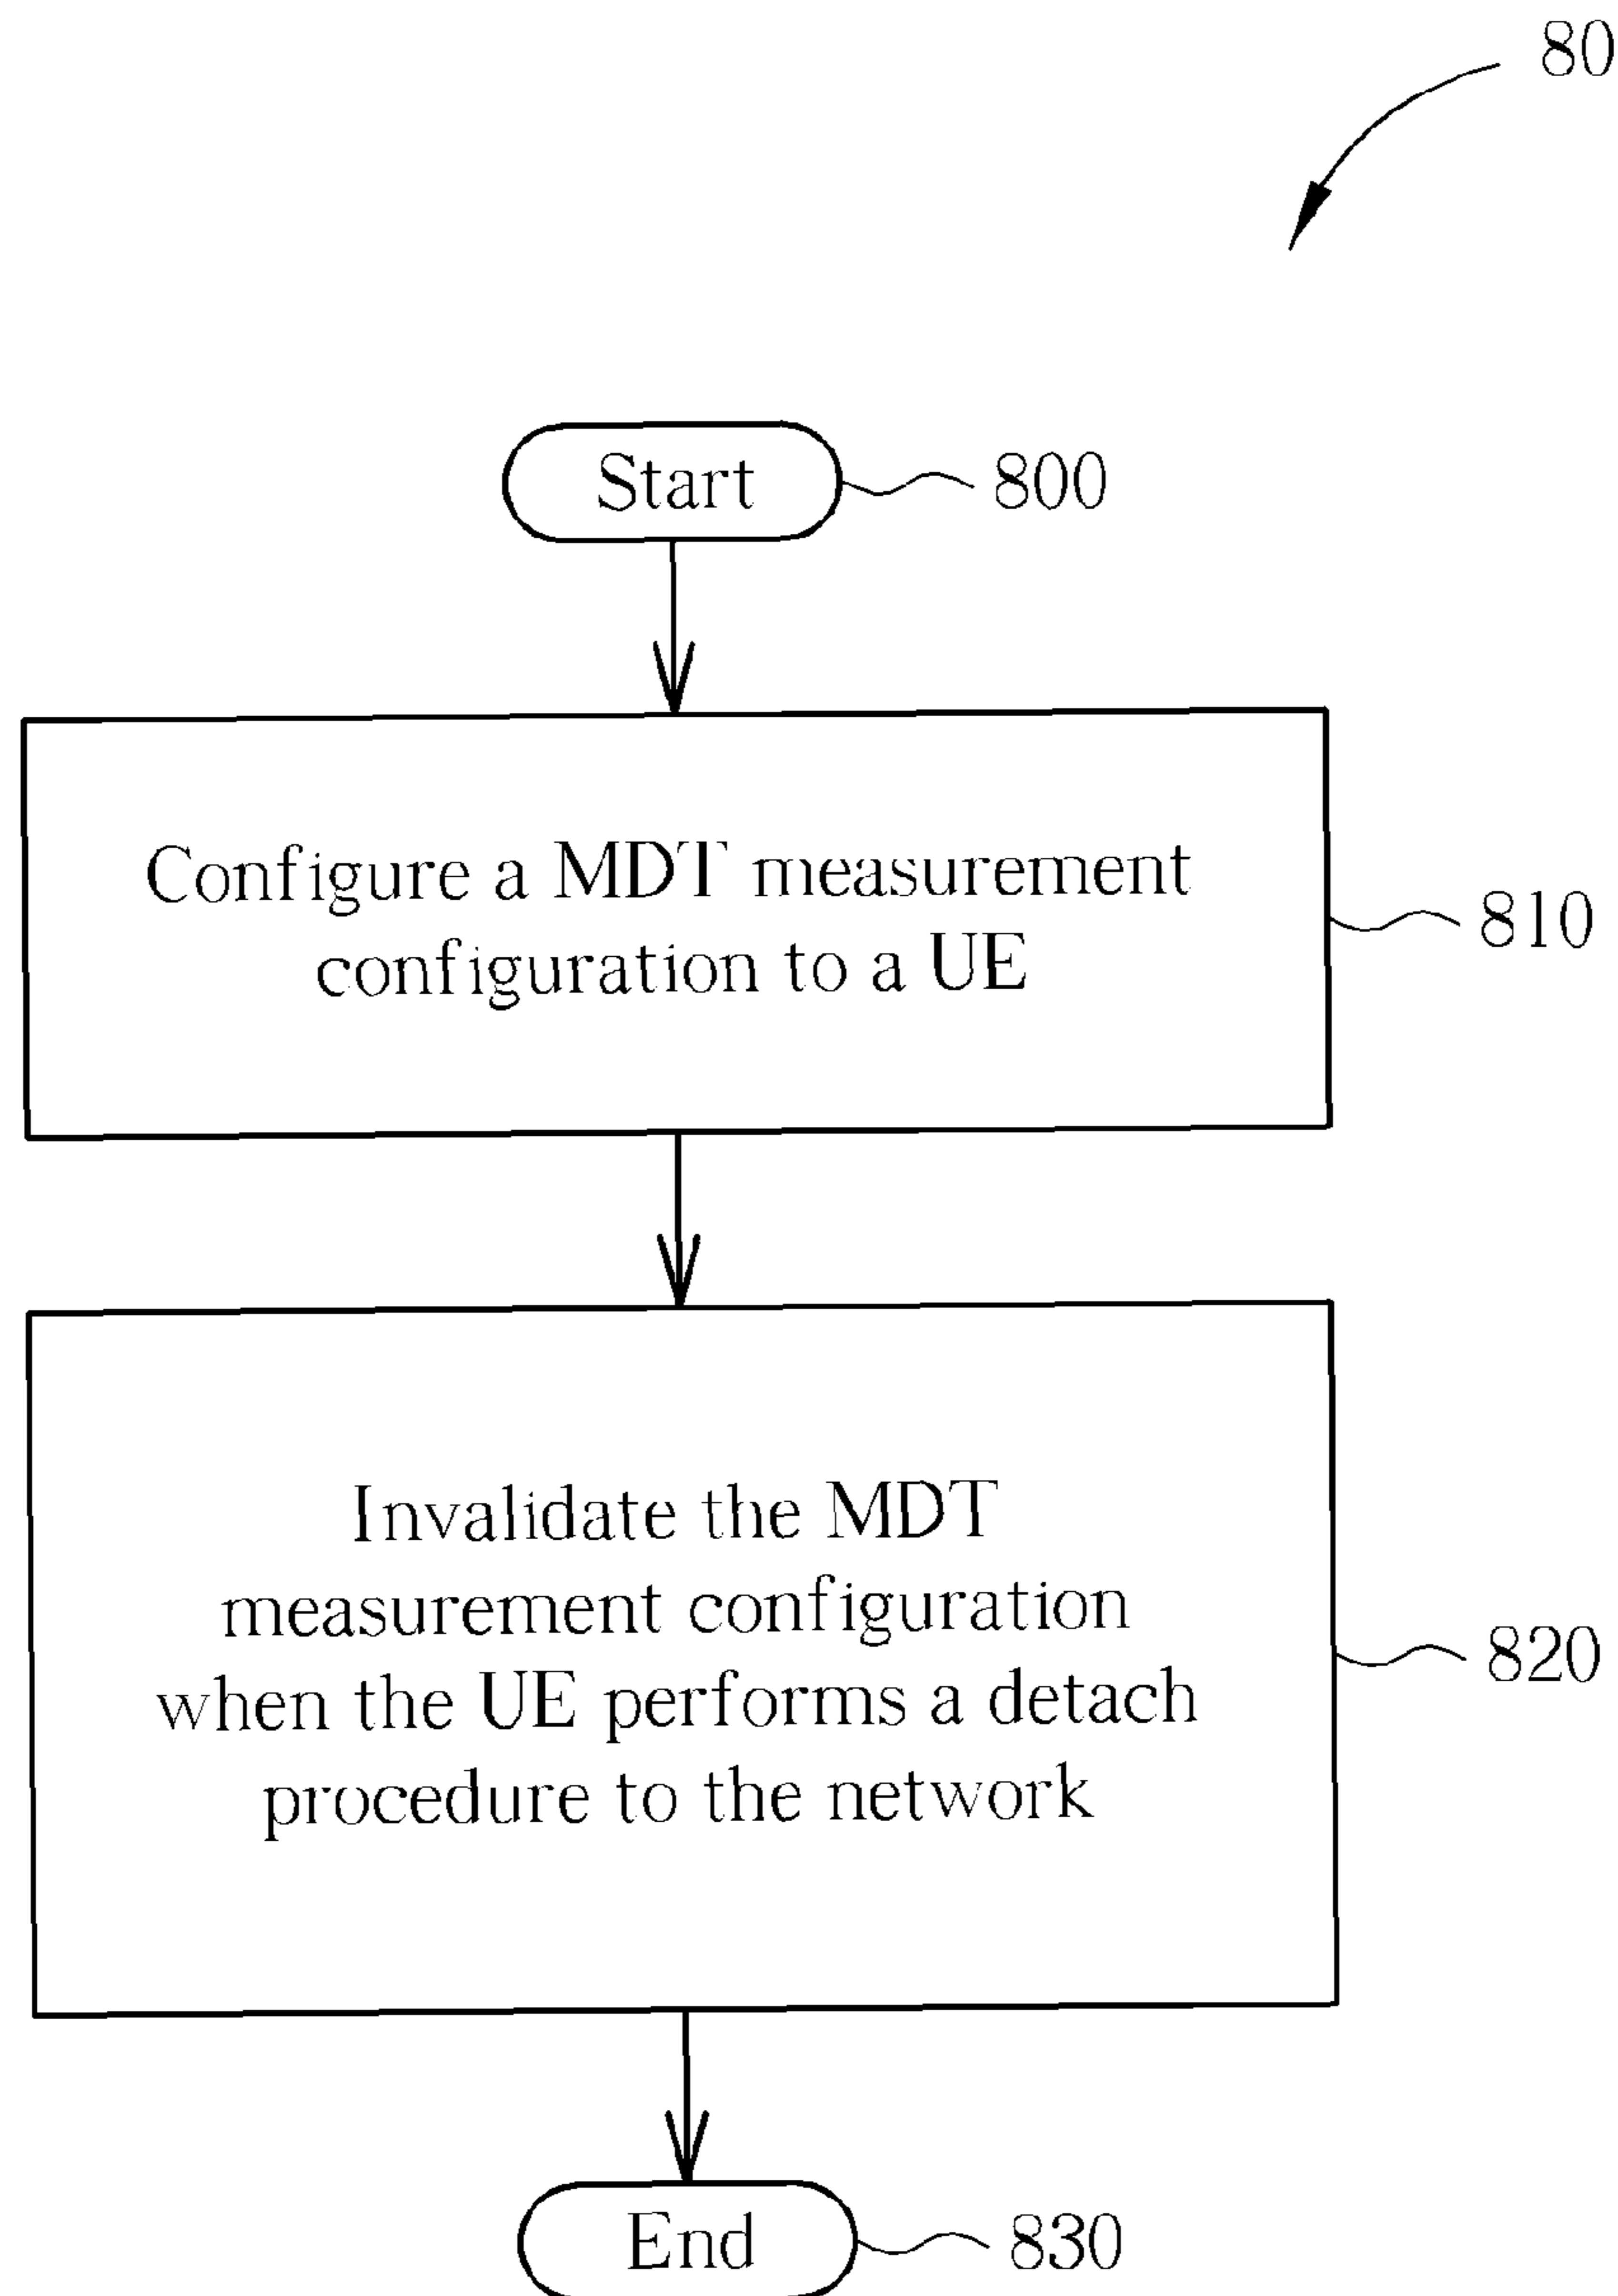 80
Start
800
Configure a MDT measurement
configuration to a UE
810
Invalidate the MDT
measurement configuration
when the UE performs a detach
procedure to the network
820
End
830